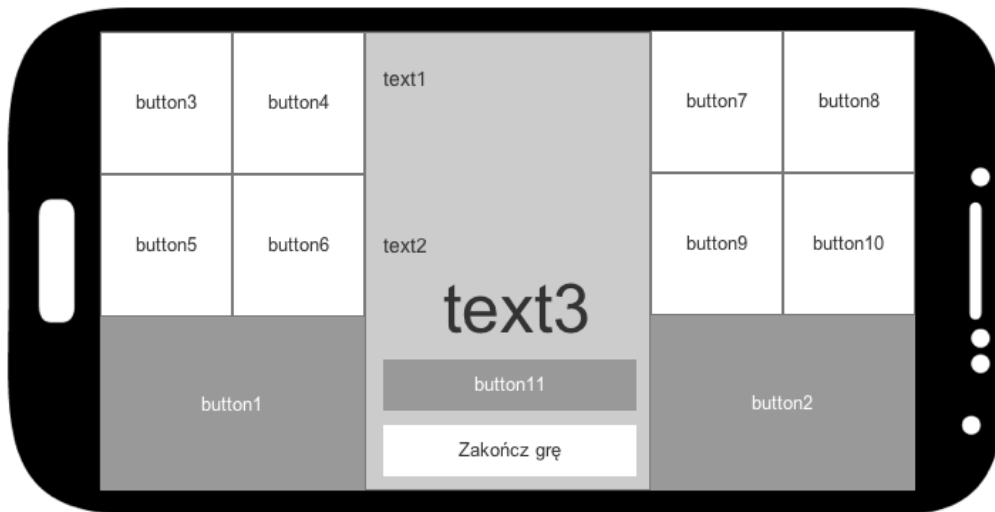 button3
button4
button5
button6
button1
text1
text2
text3
button11
Zakończ grę
button7
button8
button9
button10
button2